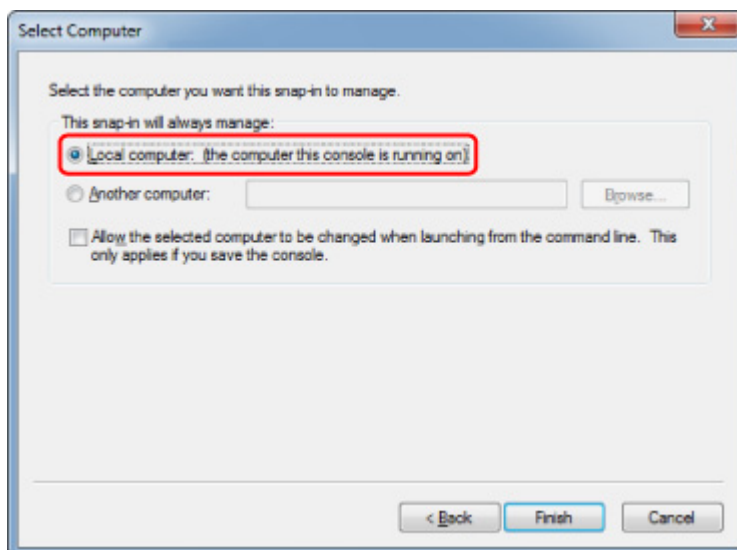 Select Computer
Select the computer you want this snap-in to manage.
This snap-in will always manage:
Local computer: (the computer this console is running on)
Another computer:
Browse...
Allow the selected computer to be changed when launching from the command line. This
only applies if you save the console.
< Back
Finish
Cancel